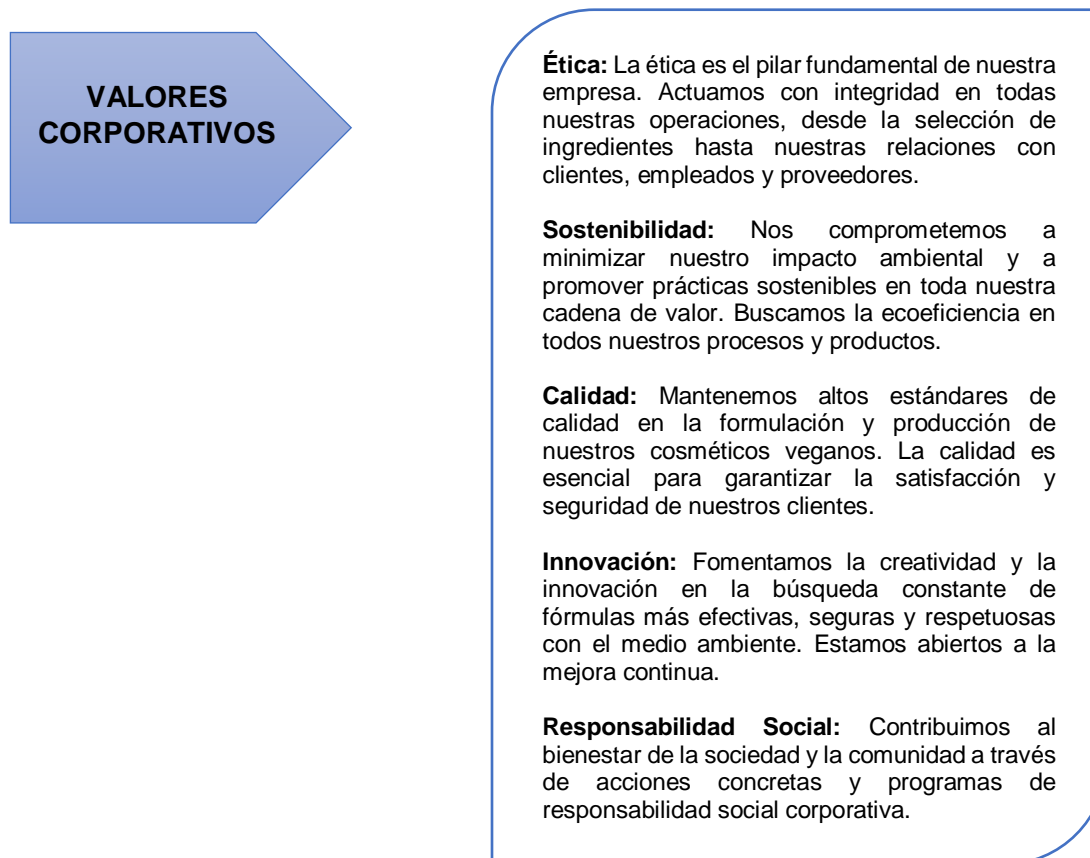 VALORES
CORPORATIVOS
Ética: La ética es el pilar fundamental de nuestra
empresa. Actuamos con integridad en todas
nuestras operaciones, desde la selección de
ingredientes hasta nuestras relaciones con
clientes, empleados y proveedores.
Sostenibilidad: Nos comprometemos a
minimizar nuestro impacto ambiental y a
promover prácticas sostenibles en toda nuestra
cadena de valor. Buscamos la ecoeficiencia en
todos nuestros procesos y productos.
Calidad: Mantenemos altos estándares de
calidad en la formulación y producción de
nuestros cosméticos veganos. La calidad es
esencial para garantizar la satisfacción y
seguridad de nuestros clientes.
Innovación: Fomentamos la creatividad y la
innovación en la búsqueda constante de
fórmulas más efectivas, seguras y respetuosas
con el medio ambiente. Estamos abiertos a la
mejora continua.
Responsabilidad Social: Contribuimos al
bienestar de la sociedad y la comunidad a través
de acciones concretas y programas de
responsabilidad social corporativa.